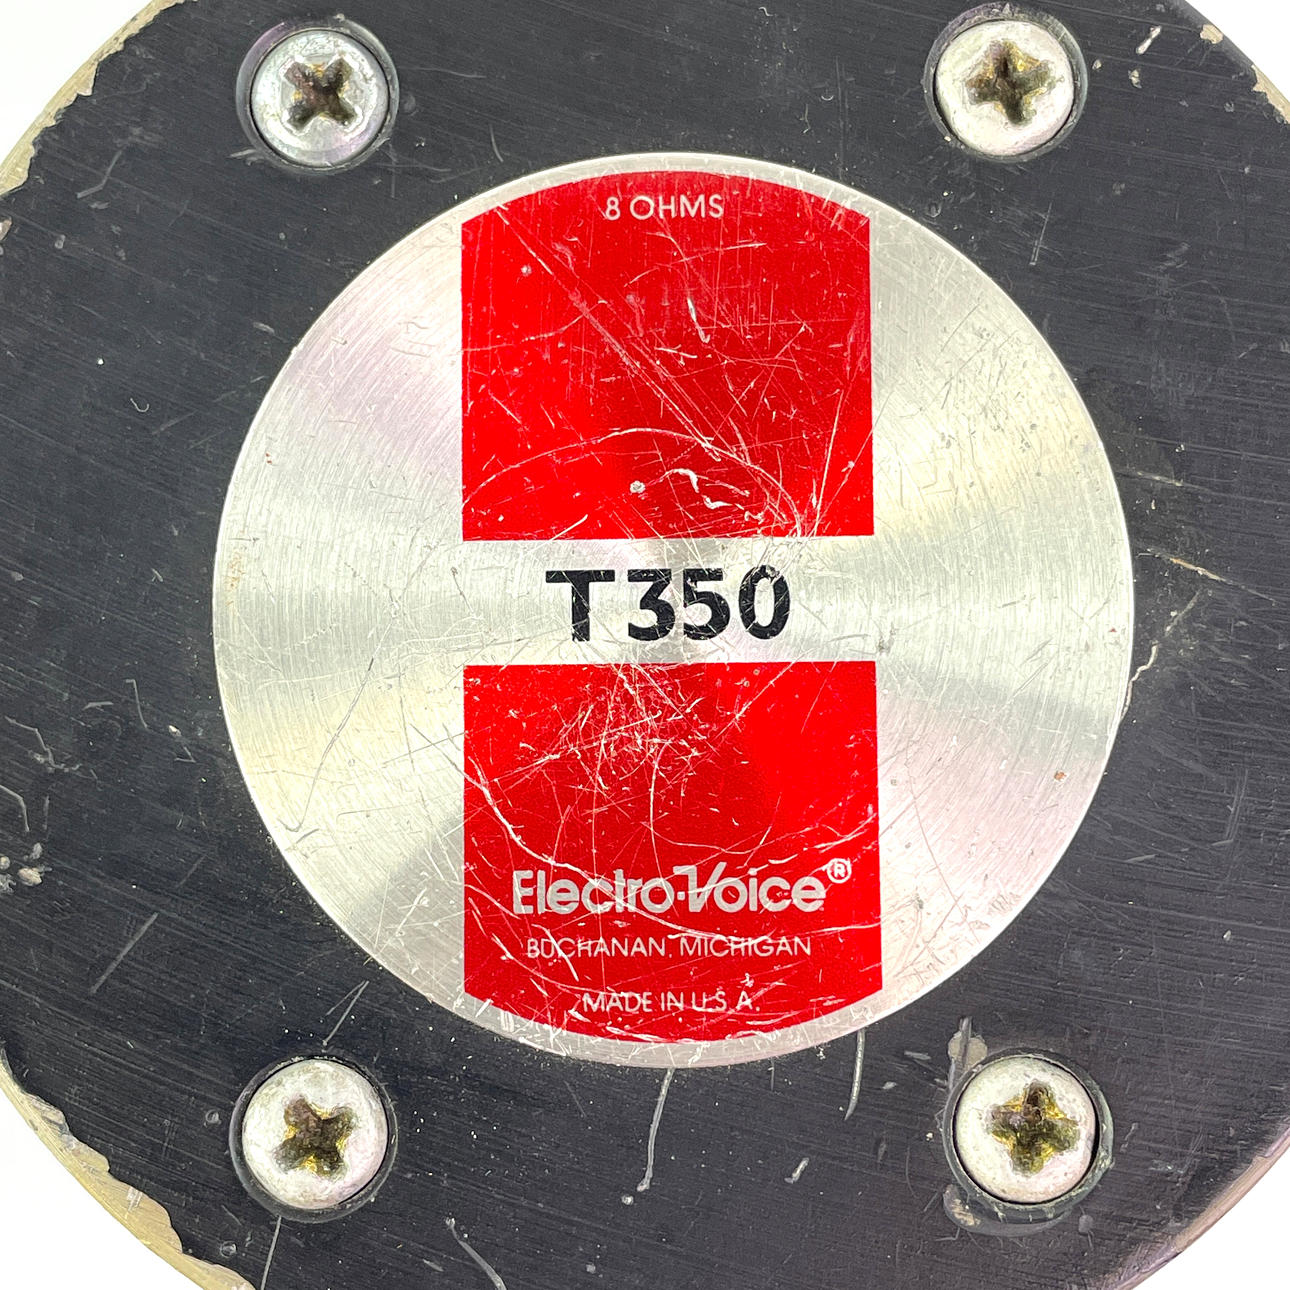 8 OHMS
T350
Electro-Voice®
BUCHANAN, MICHIGAN
MADE IN U.S.A.